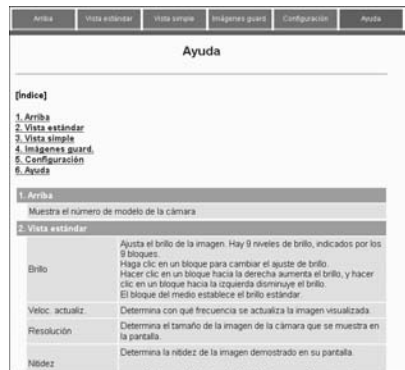 Arriba
Vista estándar
Vista simple
Imágenes guard.
Configuración
Ayuda
Ayuda
[Índice]
1. Arriba
2. Vista estándar
3. Vista simple
4. Imágenes guard.
5. Configuración
6. Ayuda
1. Arriba
Muestra el número de modelo de la cámara
2. Vista estándar
Brillo
Ajusta el brillo de la imagen. Hay 9 niveles de brillo, indicados por los
9 bloques.
Haga clic en un bloque para cambiar el ajuste de brillo.
Hacer clic en un bloque hacia la derecha aumenta el brillo, y hacer
clic en un bloque hacia la izquierda disminuye el brillo.
El bloque del medio establece el brillo estándar.
Veloc. actualiz.
Determina con qué frecuencia se actualiza la imagen visualizada.
Resolución
Determina el tamaño de la imagen de la cámara que se muestra en
la pantalla.
Nitidez
Determina la nitidez de la imagen demostrado en su pantalla.